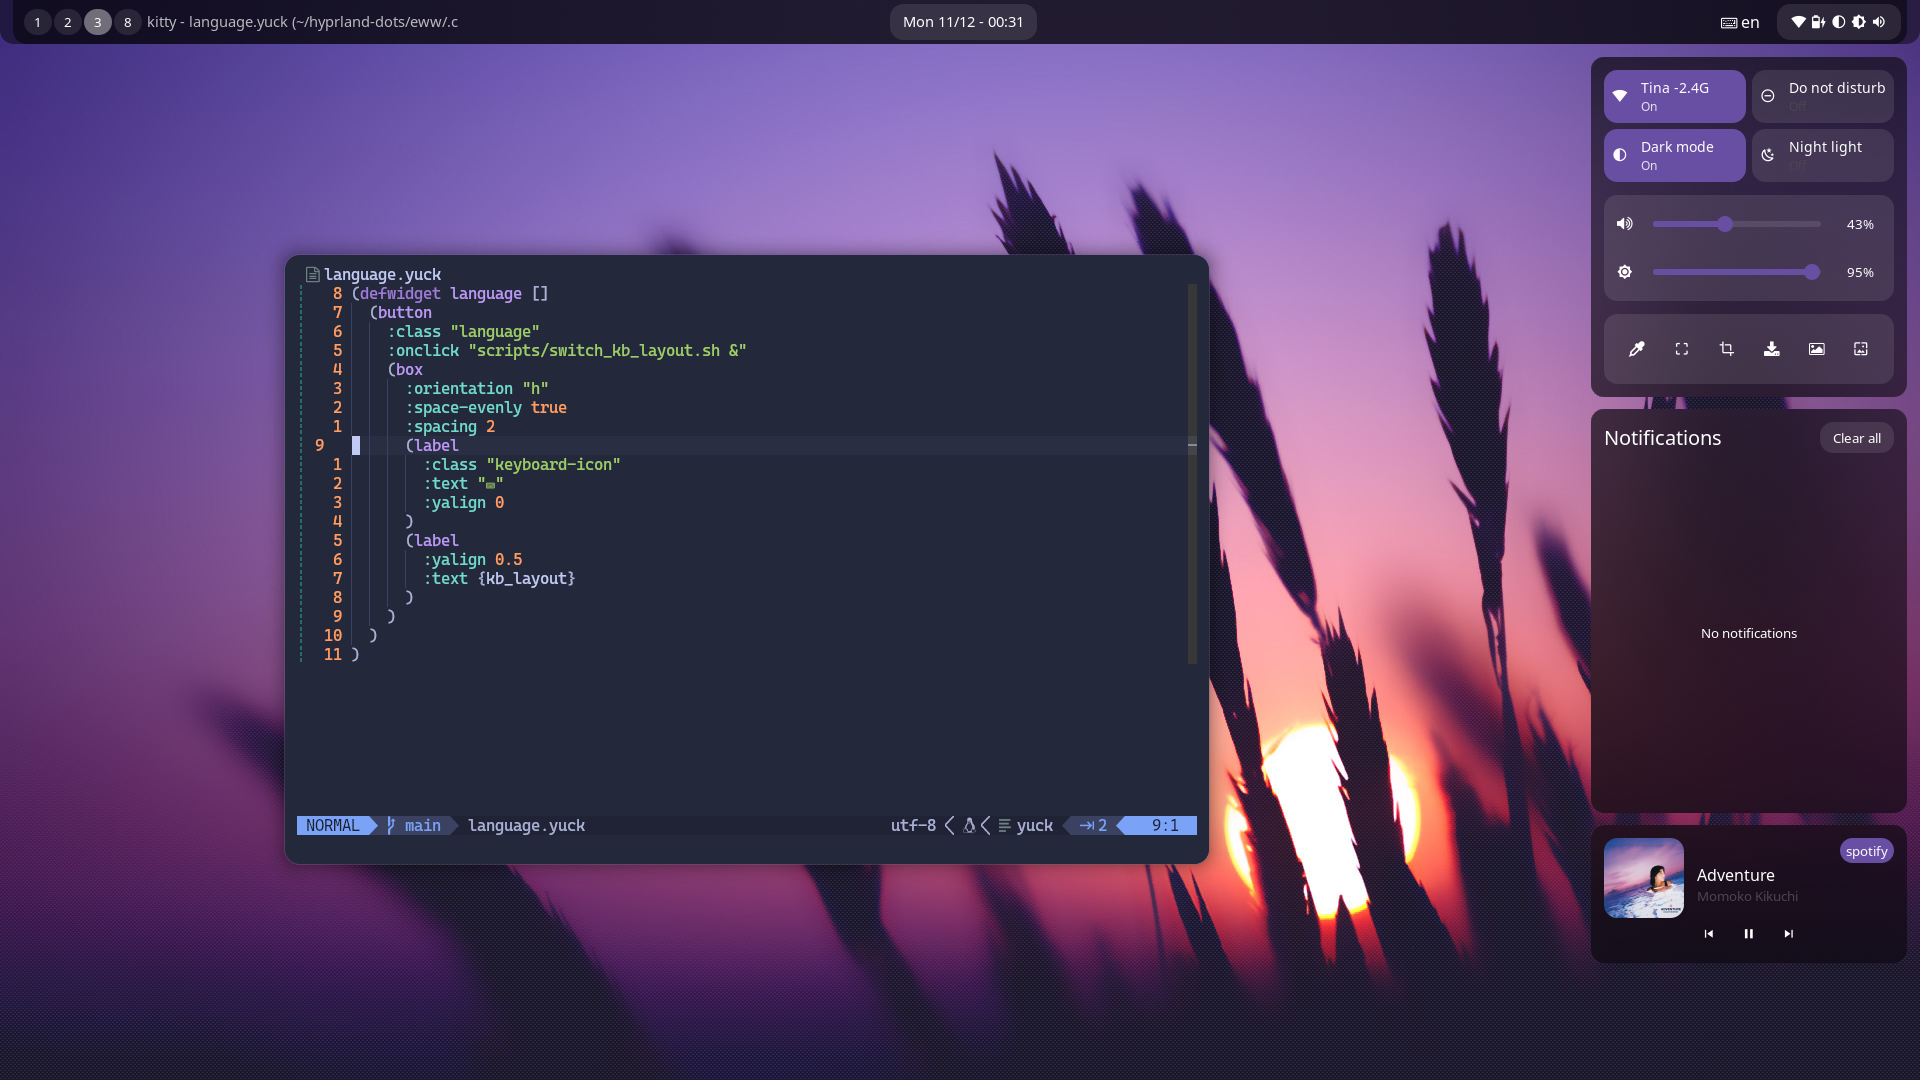 1 2 3 8 kitty - language.yuck (~/hyprland-dots/eww/.c
Mon 11/12 - 00:31
en
language.yuck
8 (defwidget language []
7 (button
6 :class "language"
5 :onclick "scripts/switch_kb_layout.sh &"
4 (box
3 :orientation "h"
2 :space-evenly true
1 :spacing 2
9 (label
1 :class "keyboard-icon"
2 :text "⌨"
3 :yalign 0
4 )
5 (label
6 :yalign 0.5
7 :text {kb_layout}
8 )
9 )
10 )
11 )
NORMAL main language.yuck utf-8 yuck 2 9:1
Tina -2.4G
On
Do not disturb
Off
Dark mode
On
Night light
Off
43%
95%
Notifications
Clear all
No notifications
spotify
Adventure
Momoko Kikuchi